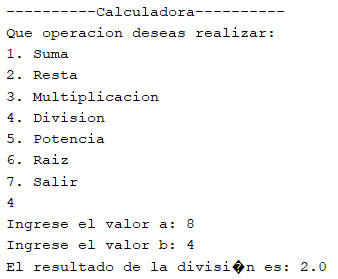 ----------Calculadora----------
Que operacion deseas realizar:
1. Suma
2. Resta
3. Multiplicacion
4. Division
5. Potencia
6. Raiz
7. Salir
4
Ingrese el valor a: 8
Ingrese el valor b: 4
El resultado de la divisi�n es: 2.0